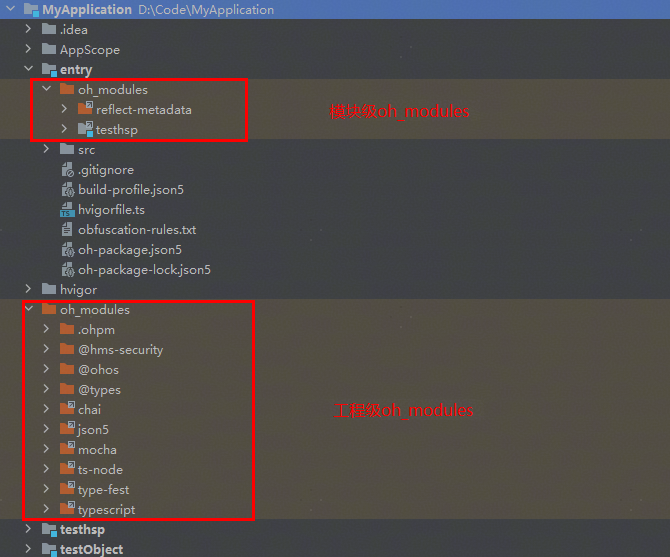 MyApplication D:\Code\MyApplication
.idea
AppScope
entry
oh_modules
reflect-metadata
模块级oh_modules
testhsp
src
.gitignore
build-profile.json5
hvigorfile.ts
obfuscation-rules.txt
oh-package.json5
oh-package-lock.json5
hvigor
oh_modules
.ohpm
@hms-security
@ohos
@types
chai
工程级oh_modules
json5
mocha
ts-node
type-fest
typescript
testhsp
testObject